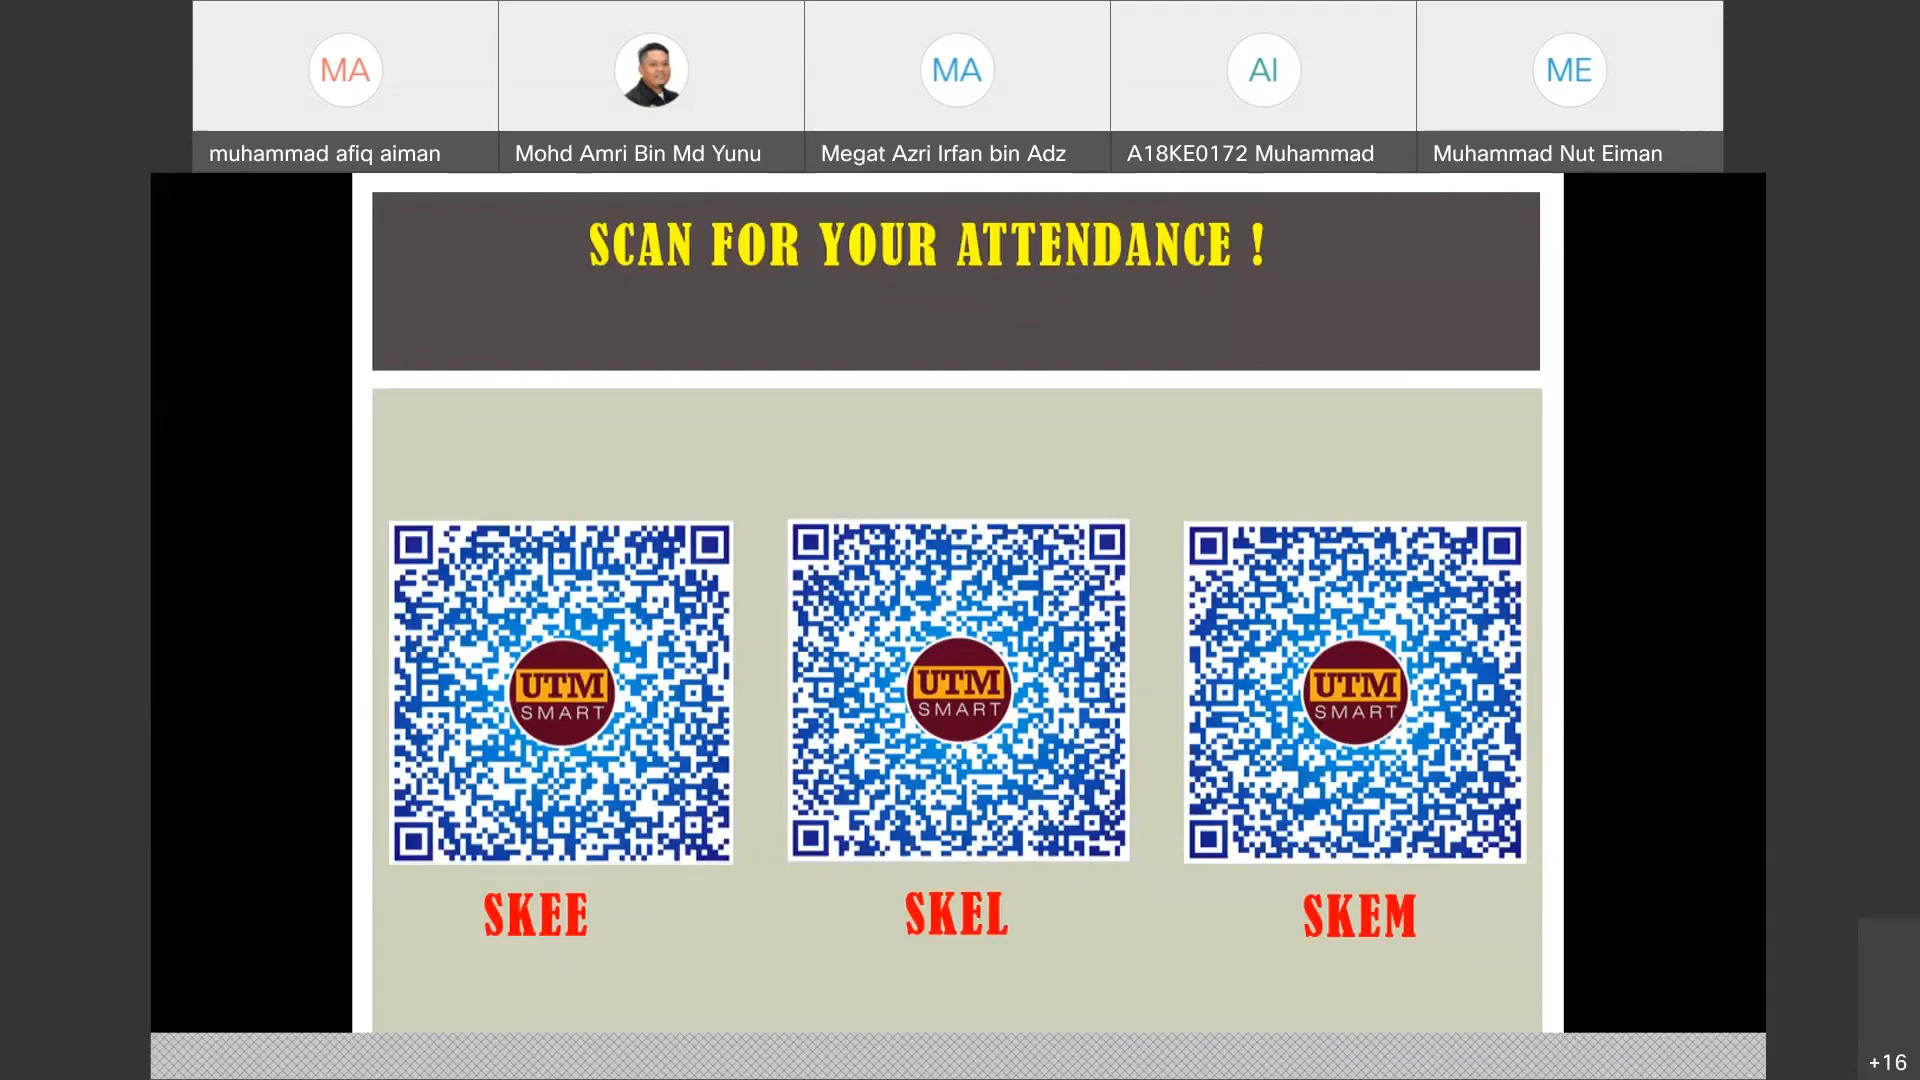 MA
MA
AI
ME
muhammad afiq aiman
Mohd Amri Bin Md Yunu
Megat Azri Irfan bin Adz
A18KE0172 Muhammad
Muhammad Nut Eiman
SCAN FOR YOUR ATTENDANCE !
UTM
SMART
UTM
SMART
UTM
SMART
SKEE
SKEL
SKEM
+16